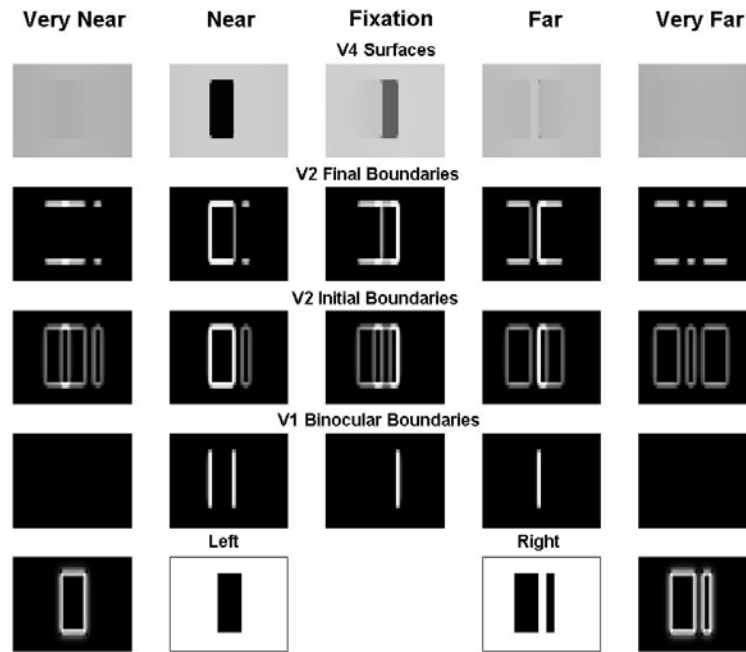 Very Near Near Fixation Far Very Far
V4 Surfaces
V2 Final Boundaries
V2 Initial Boundaries
V1 Binocular Boundaries
Left Right